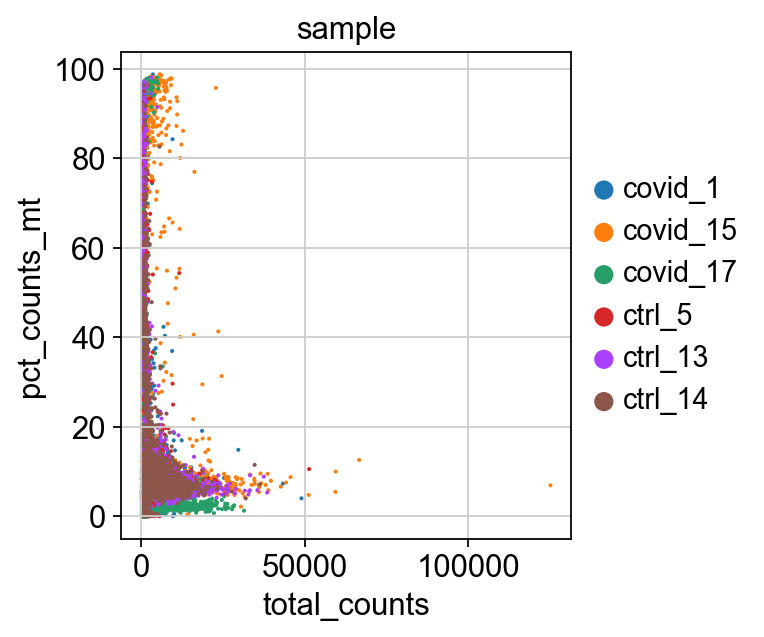 sample
pct_counts_mt
100
80
60
40
20
0
0 50000 100000
total_counts
covid_1
covid_15
covid_17
ctrl_5
ctrl_13
ctrl_14